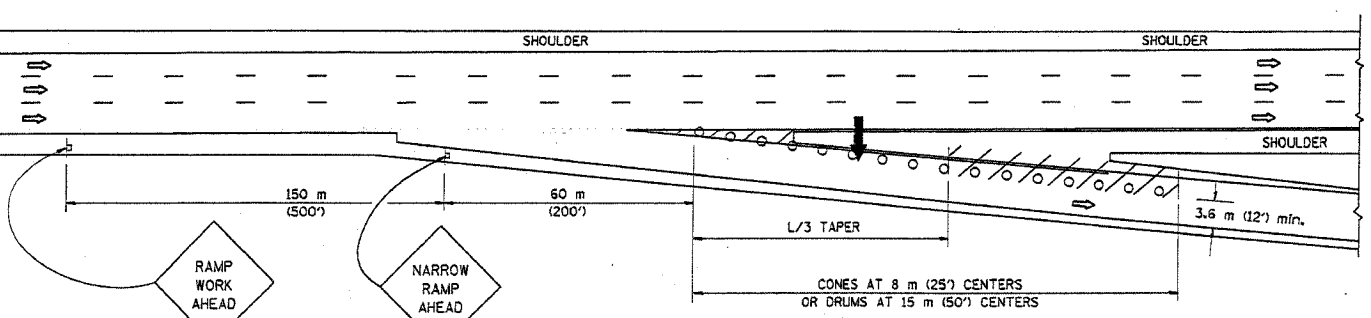 SHOULDER
SHOULDER
SHOULDER
150 m
(500')
60 m
(200')
1
3.6 m (12') min.
L/3 TAPER
RAMP
WORK
AHEAD
NARROW
RAMP
AHEAD
CONES AT 8 m (25') CENTERS
OR DRUMS AT 15 m (50') CENTERS